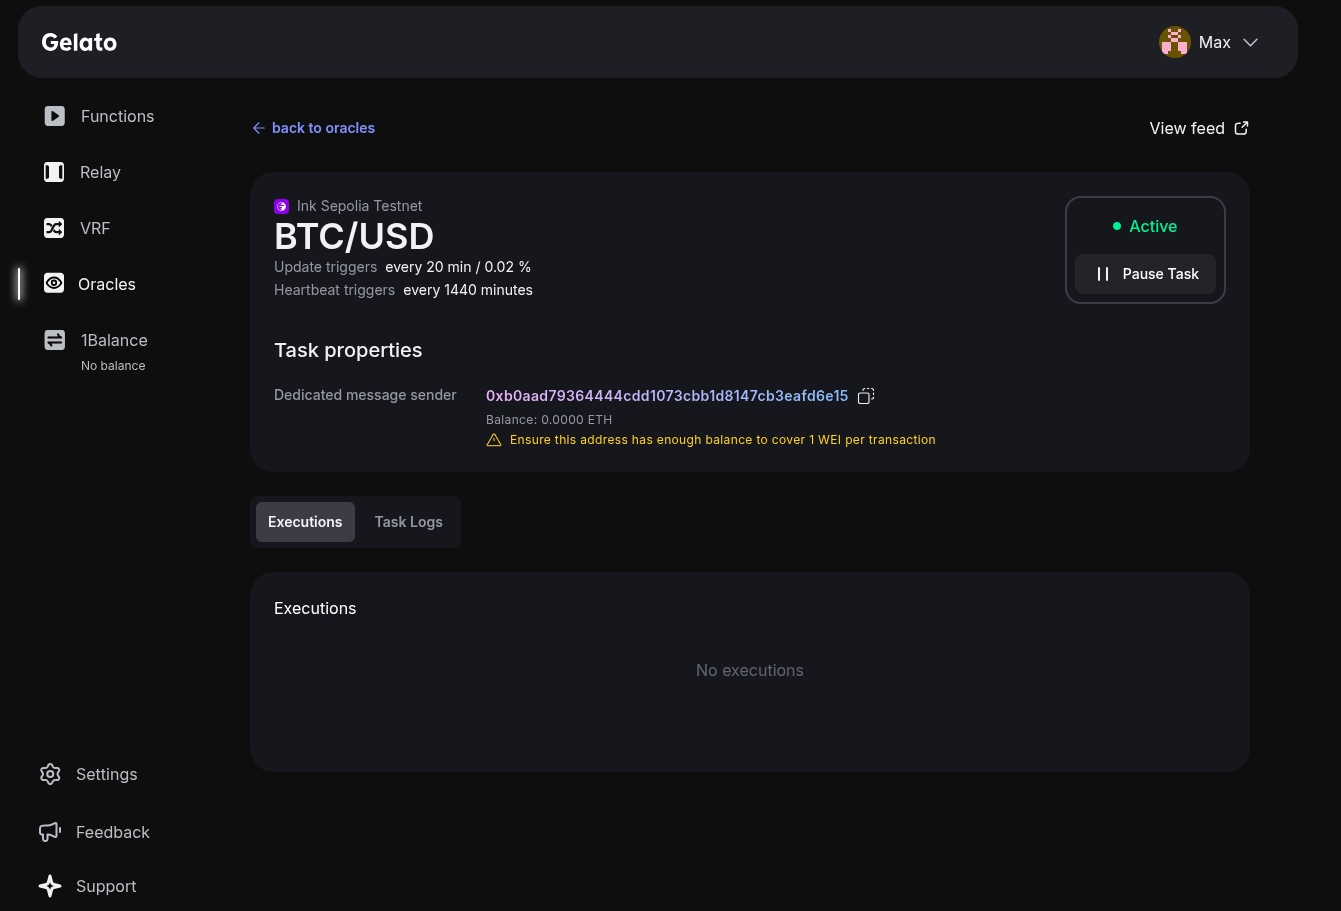 Gelato
Max
Functions
Relay
VRF
Oracles
1Balance
No balance
Settings
Feedback
Support
back to oracles
View feed
Ink Sepolia Testnet
BTC/USD
Update triggers every 20 min / 0.02 %
Heartbeat triggers every 1440 minutes
Active
Pause Task
Task properties
Dedicated message sender 0xb0aad79364444cdd1073cbb1d8147cb3eafd6e15
Balance: 0.0000 ETH
Ensure this address has enough balance to cover 1 WEI per transaction
Executions Task Logs
Executions
No executions